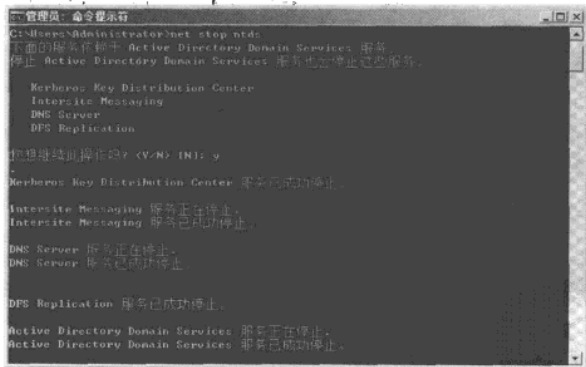 管理员: 命令提示符
C:\Users\Administrator>net stop ntds
下面的服务依赖于 Active Directory Domain Services 服务。
停止 Active Directory Domain Services 服务也会停止这些服务。
Kerberos Key Distribution Center
Intersite Messaging
DNS Server
DFS Replication
您想继续此操作吗? (Y/N) [N]: y
.
Kerberos Key Distribution Center 服务已成功停止。
Intersite Messaging 服务正在停止.
Intersite Messaging 服务已成功停止。
DNS Server 服务正在停止.
DNS Server 服务已成功停止。
DFS Replication 服务已成功停止。
Active Directory Domain Services 服务正在停止.
Active Directory Domain Services 服务已成功停止。